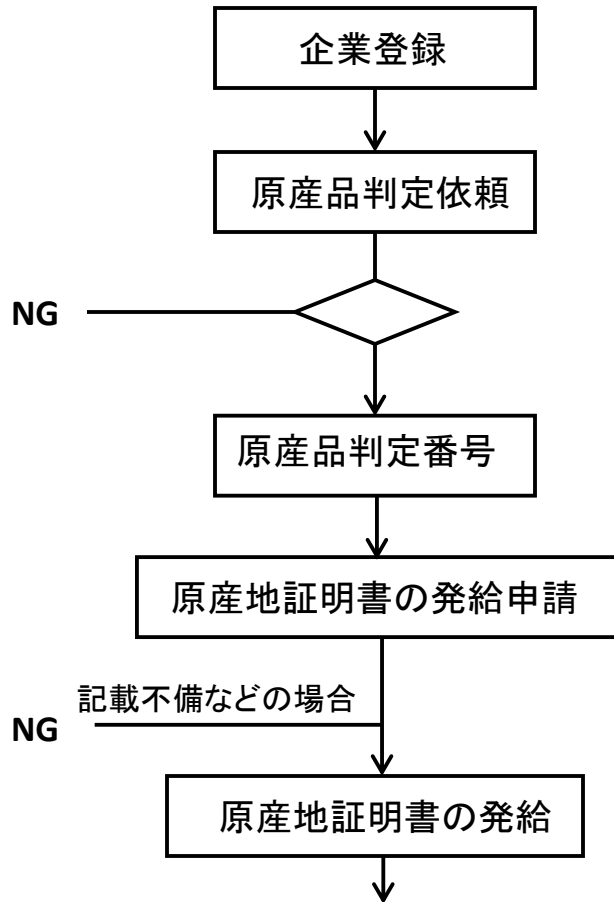 企業登録
原産品判定依頼
NG
原産品判定番号
原産地証明書の発給申請
記載不備などの場合
NG
原産地証明書の発給